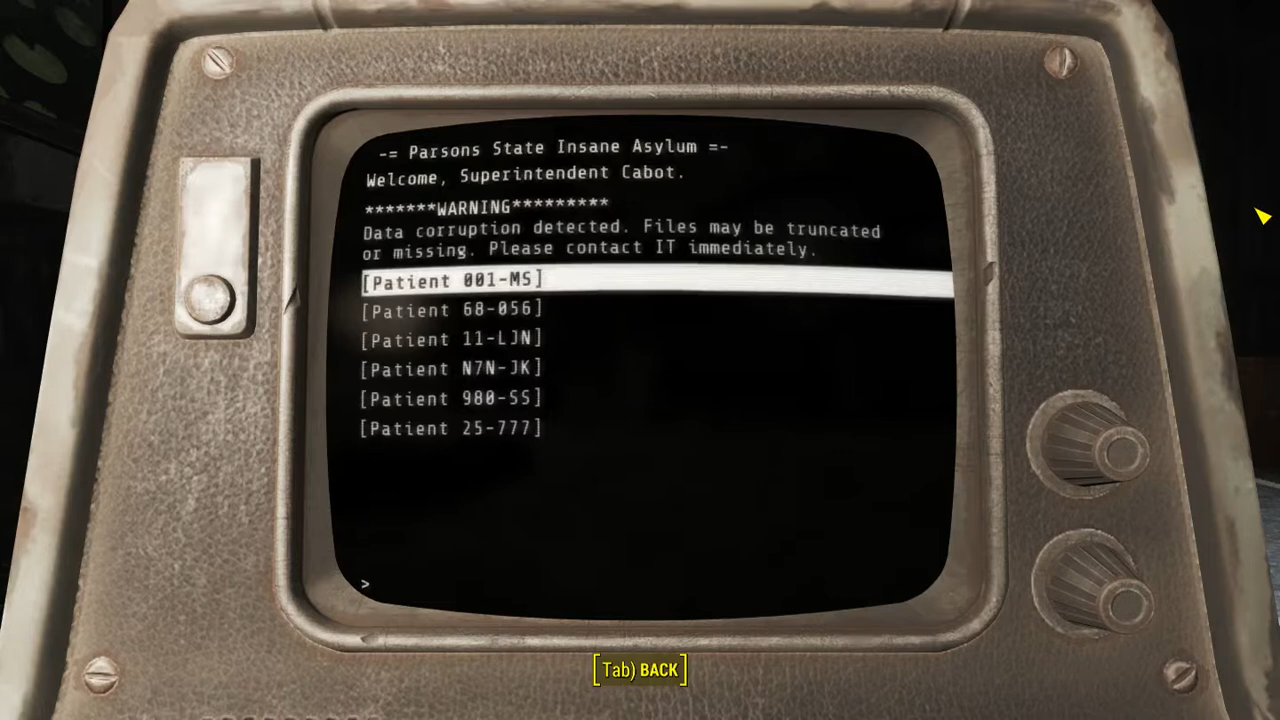 -= Parsons State Insane Asylum =-
Welcome, Superintendent Cabot.
*******WARNING*********
Data corruption detected. Files may be truncated
or missing. Please contact IT immediately.
[Patient 001-MS]
[Patient 68-056]
[Patient 11-LJN]
[Patient N7N-JK]
[Patient 980-SS]
[Patient 25-777]
>
[Tab) BACK]